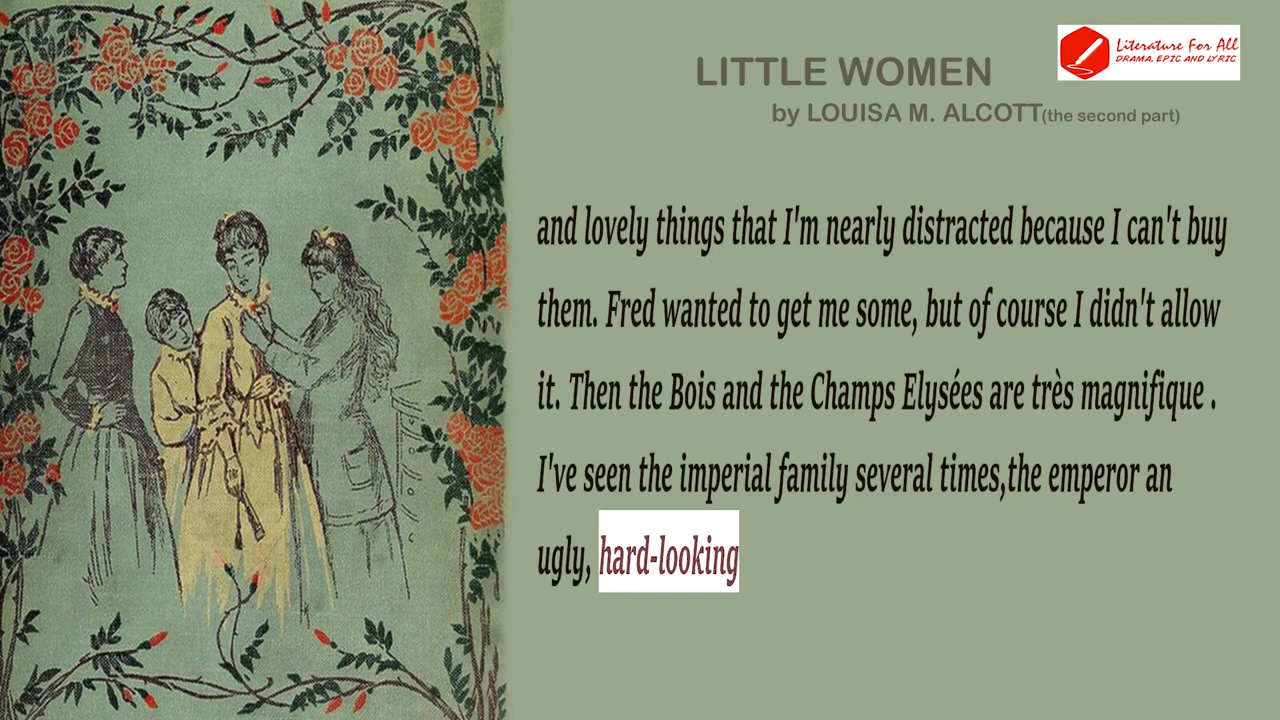 LITTLE WOMEN
by LOUISA M. ALCOTT(the second part)
Literature For All
DRAMA, EPIC AND LYRIC
and lovely things that I'm nearly distracted because I can't buy
them. Fred wanted to get me some, but of course I didn't allow
it. Then the Bois and the Champs Elysées are très magnifique .
I've seen the imperial family several times,the emperor an
ugly, hard-looking